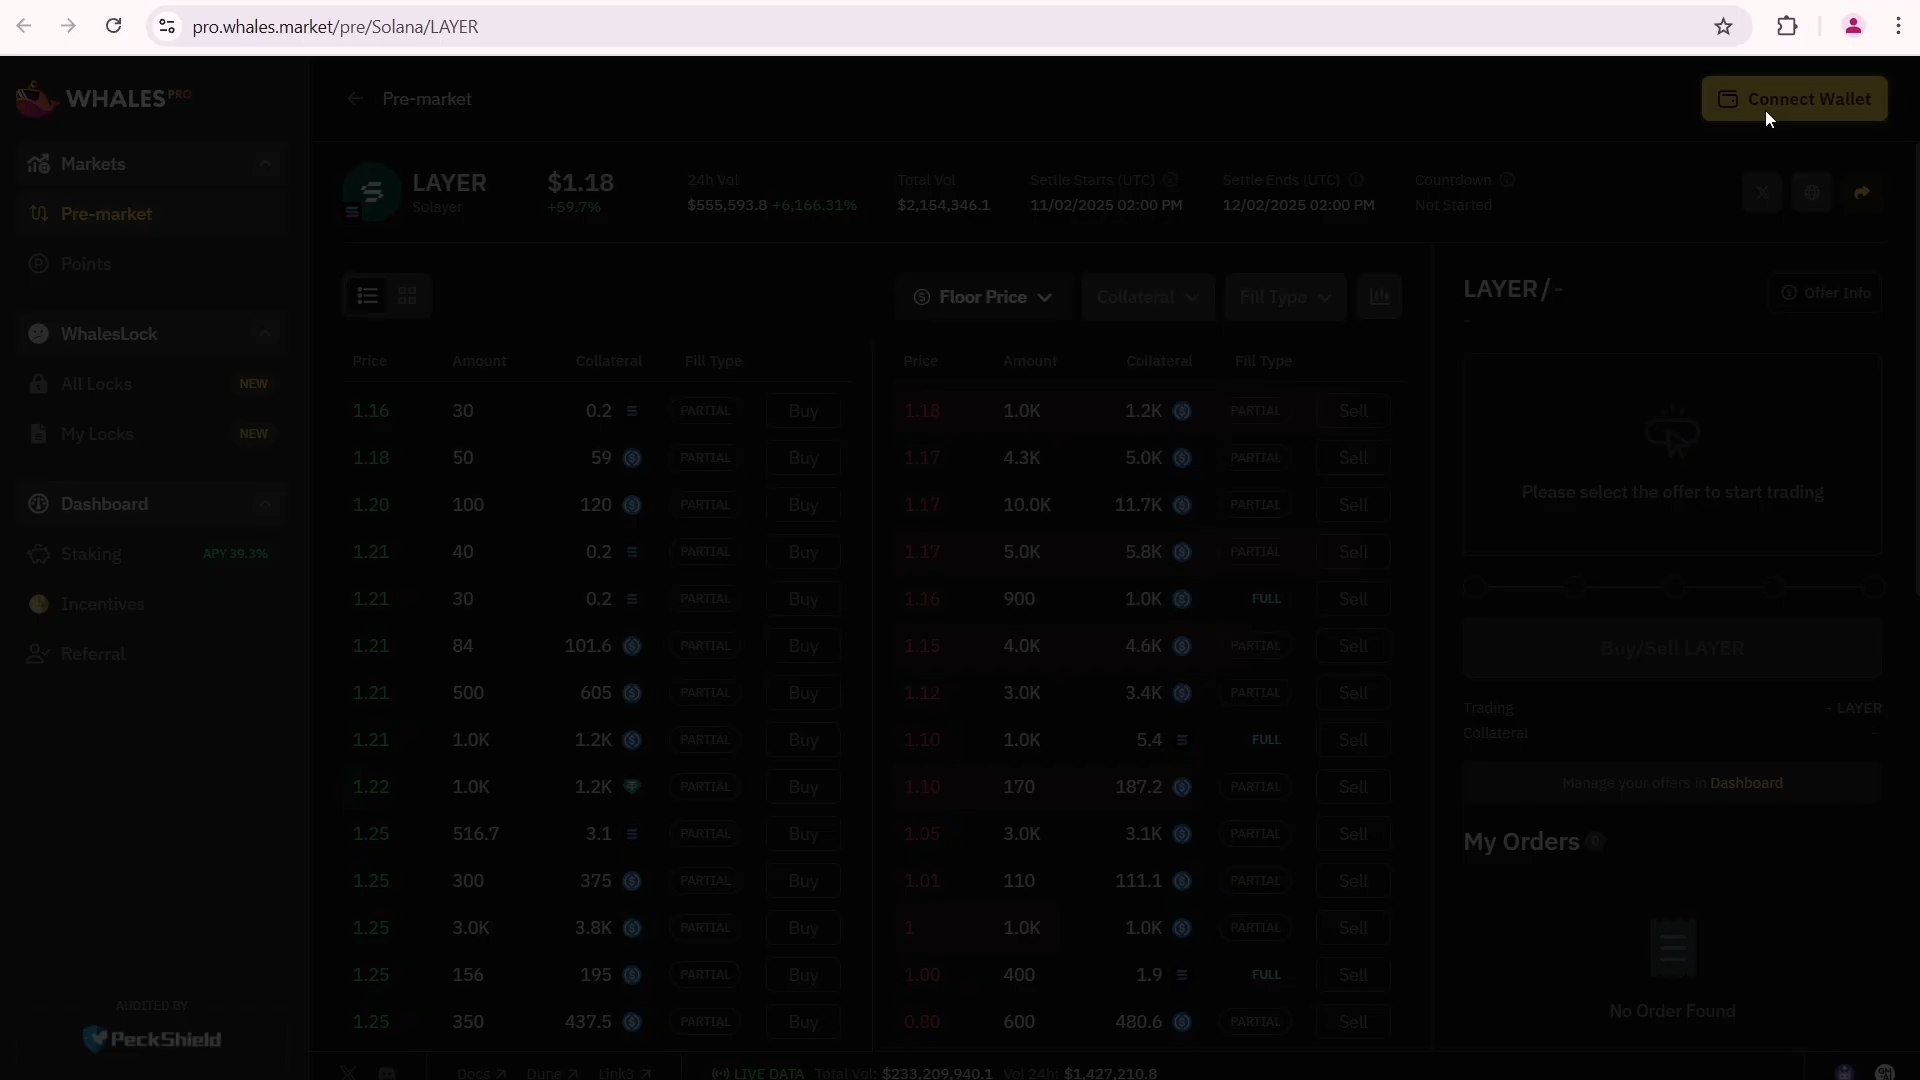 pro.whales.market/pre/Solana/LAYER
WHALES PRO
Pre-market
Connect Wallet
Markets
Pre-market
Points
WhalesLock
All Locks NEW
My Locks NEW
Dashboard
Staking APY 39.3%
Incentives
Referral
AUDITED BY
PeckShield
LAYER
Solayer
$1.18
+59.7%
24h Vol
$555,593.8 +6,166.31%
Total Vol
$2,154,346.1
Settle Starts (UTC)
11/02/2025 02:00 PM
Settle Ends (UTC)
12/02/2025 02:00 PM
Countdown
Not Started
Floor Price
Collateral
Fill Type
Price Amount Collateral Fill Type
1.16 30 0.2 PARTIAL Buy
1.18 50 59 PARTIAL Buy
1.20 100 120 PARTIAL Buy
1.21 40 0.2 PARTIAL Buy
1.21 30 0.2 PARTIAL Buy
1.21 84 101.6 PARTIAL Buy
1.21 500 605 PARTIAL Buy
1.21 1.0K 1.2K PARTIAL Buy
1.22 1.0K 1.2K PARTIAL Buy
1.25 516.7 3.1 PARTIAL Buy
1.25 300 375 PARTIAL Buy
1.25 3.0K 3.8K PARTIAL Buy
1.25 156 195 PARTIAL Buy
1.25 350 437.5 PARTIAL Buy
Price Amount Collateral Fill Type
1.18 1.0K 1.2K PARTIAL Sell
1.17 4.3K 5.0K PARTIAL Sell
1.17 10.0K 11.7K PARTIAL Sell
1.17 5.0K 5.8K PARTIAL Sell
1.16 900 1.0K FULL Sell
1.15 4.0K 4.6K PARTIAL Sell
1.12 3.0K 3.4K PARTIAL Sell
1.10 1.0K 5.4 FULL Sell
1.10 170 187.2 PARTIAL Sell
1.05 3.0K 3.1K PARTIAL Sell
1.01 110 111.1 PARTIAL Sell
1 1.0K 1.0K PARTIAL Sell
1.00 400 1.9 FULL Sell
0.80 600 480.6 PARTIAL Sell
LAYER / -
-
Offer Info
Please select the offer to start trading
Buy/Sell LAYER
Trading - LAYER
Collateral -
Manage your offers in Dashboard
My Orders 0
No Order Found
Docs Dune Link3
LIVE DATA Total Vol: $233,209,940.1 Vol 24h: $1,427,210.8